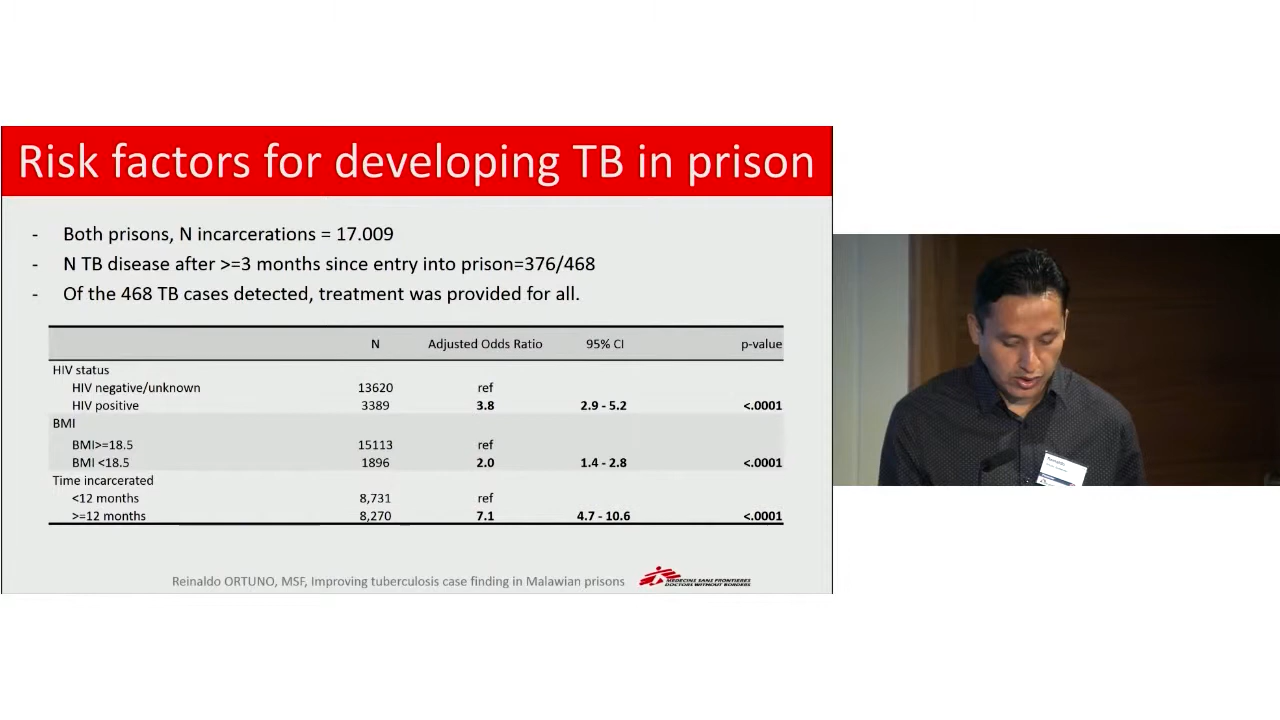 Risk factors for developing TB in prison
- Both prisons, N incarcerations = 17.009
- N TB disease after >=3 months since entry into prison=376/468
- Of the 468 TB cases detected, treatment was provided for all.
N Adjusted Odds Ratio 95% CI p-value
HIV status
HIV negative/unknown 13620 ref
HIV positive 3389 3.8 2.9 - 5.2 <.0001
BMI
BMI>=18.5 15113 ref
BMI <18.5 1896 2.0 1.4 - 2.8 <.0001
Time incarcerated
<12 months 8,731 ref
>=12 months 8,270 7.1 4.7 - 10.6 <.0001
Reinaldo ORTUNO, MSF, Improving tuberculosis case finding in Malawian prisons
MEDECINS SANS FRONTIERES
DOCTORS WITHOUT BORDERS